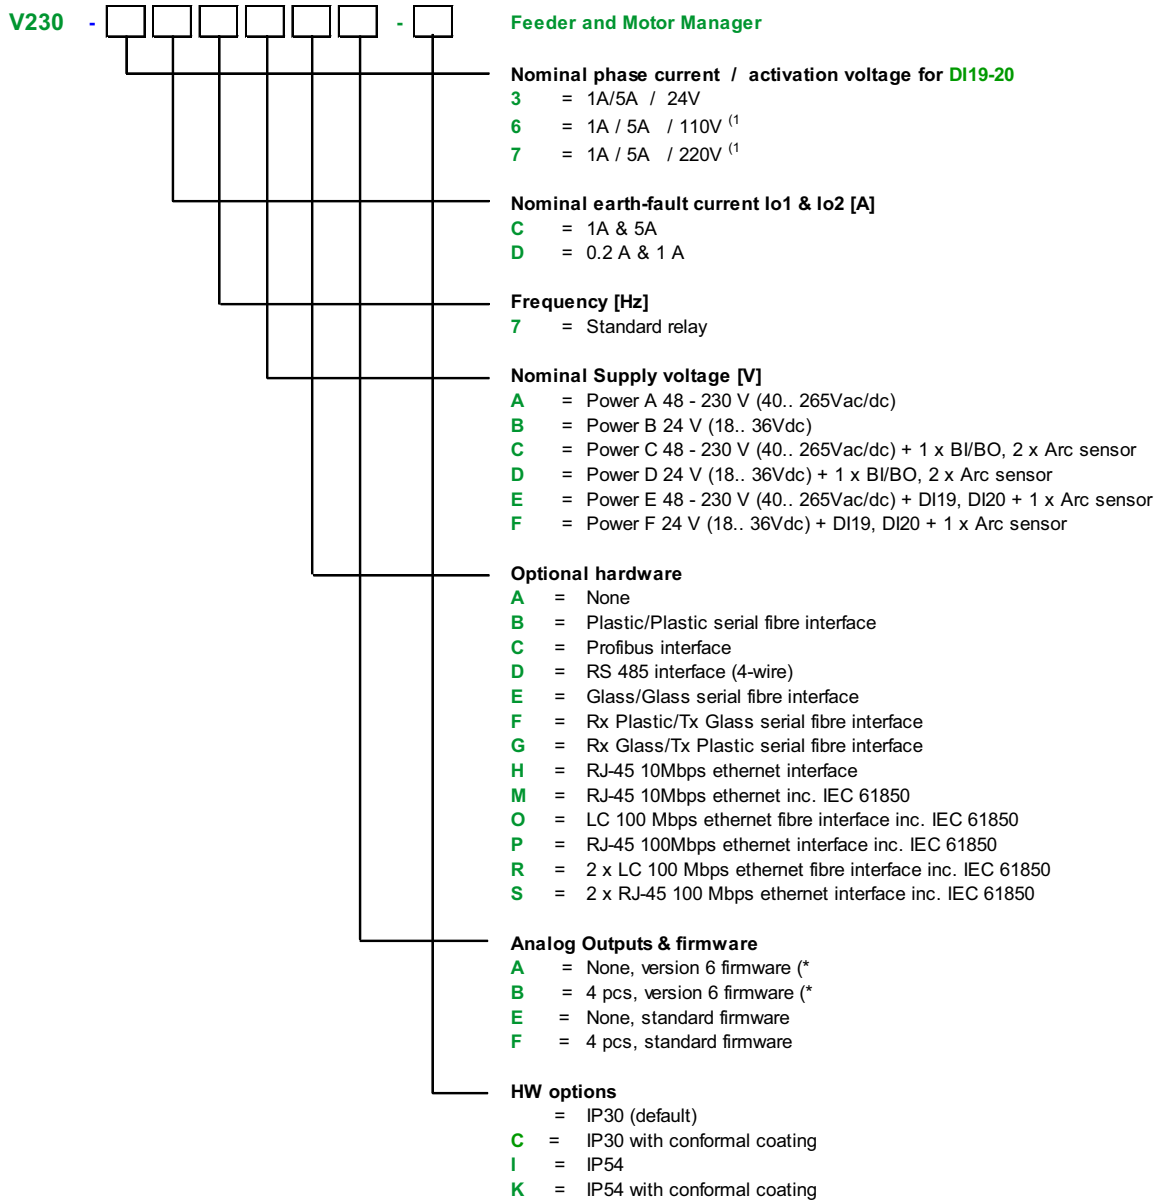 V230 - - Feeder and Motor Manager
Nominal phase current / activation voltage for DI19-20
3 = 1A/5A / 24V
6 = 1A / 5A / 110V (1
7 = 1A / 5A / 220V (1
Nominal earth-fault current Io1 & Io2 [A]
C = 1A & 5A
D = 0.2 A & 1 A
Frequency [Hz]
7 = Standard relay
Nominal Supply voltage [V]
A = Power A 48 - 230 V (40.. 265Vac/dc)
B = Power B 24 V (18.. 36Vdc)
C = Power C 48 - 230 V (40.. 265Vac/dc) + 1 x BI/BO, 2 x Arc sensor
D = Power D 24 V (18.. 36Vdc) + 1 x BI/BO, 2 x Arc sensor
E = Power E 48 - 230 V (40.. 265Vac/dc) + DI19, DI20 + 1 x Arc sensor
F = Power F 24 V (18.. 36Vdc) + DI19, DI20 + 1 x Arc sensor
Optional hardware
A = None
B = Plastic/Plastic serial fibre interface
C = Profibus interface
D = RS 485 interface (4-wire)
E = Glass/Glass serial fibre interface
F = Rx Plastic/Tx Glass serial fibre interface
G = Rx Glass/Tx Plastic serial fibre interface
H = RJ-45 10Mbps ethernet interface
M = RJ-45 10Mbps ethernet inc. IEC 61850
O = LC 100 Mbps ethernet fibre interface inc. IEC 61850
P = RJ-45 100Mbps ethernet interface inc. IEC 61850
R = 2 x LC 100 Mbps ethernet fibre interface inc. IEC 61850
S = 2 x RJ-45 100 Mbps ethernet interface inc. IEC 61850
Analog Outputs & firmware
A = None, version 6 firmware (*
B = 4 pcs, version 6 firmware (*
E = None, standard firmware
F = 4 pcs, standard firmware
HW options
= IP30 (default)
C = IP30 with conformal coating
I = IP54
K = IP54 with conformal coating